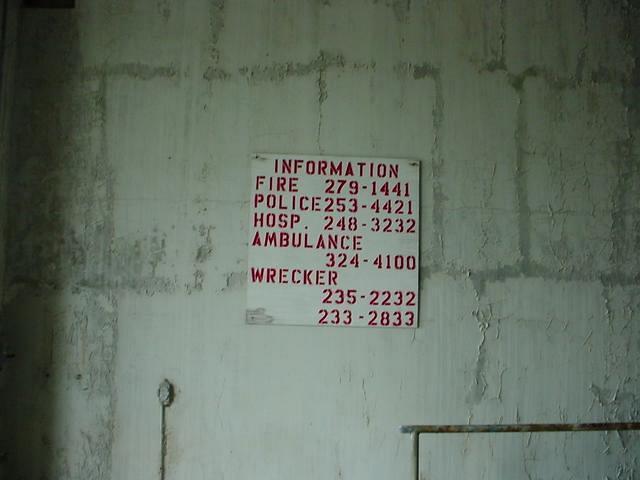 INFORMATION
FIRE 279-1441
POLICE 253-4421
HOSP. 248-3232
AMBULANCE
324-4100
WRECKER
235-2232
233-2833